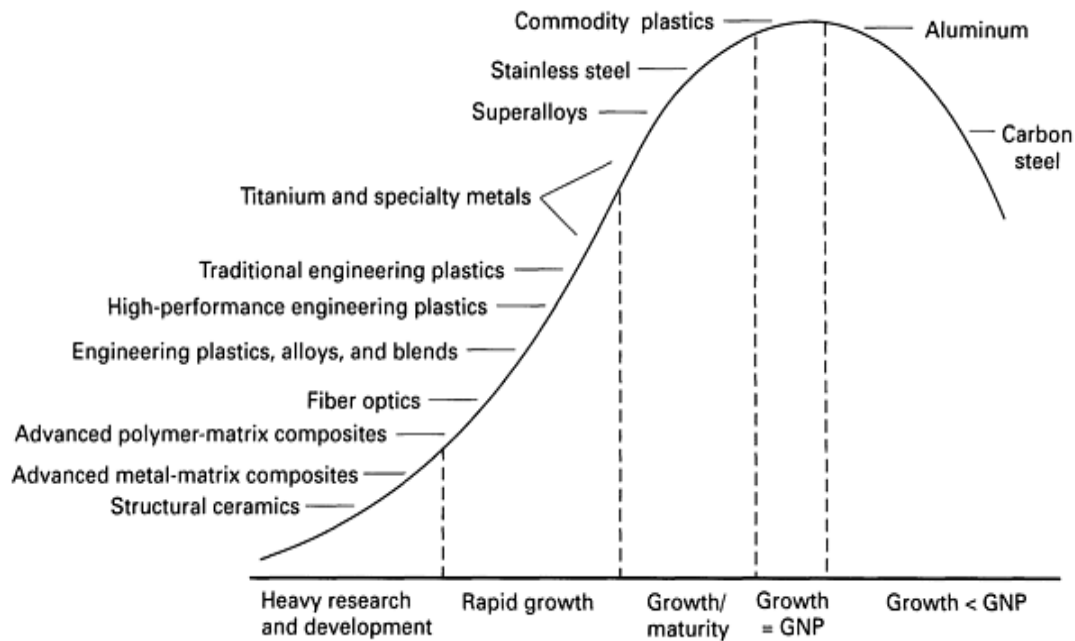 Commodity plastics
Aluminum
Stainless steel
Superalloys
Carbon
steel
Titanium and specialty metals
Traditional engineering plastics
High-performance engineering plastics
Engineering plastics, alloys, and blends
Fiber optics
Advanced polymer-matrix composites
Advanced metal-matrix composites
Structural ceramics
Heavy research
and development
Rapid growth
Growth/
maturity
Growth
= GNP
Growth < GNP